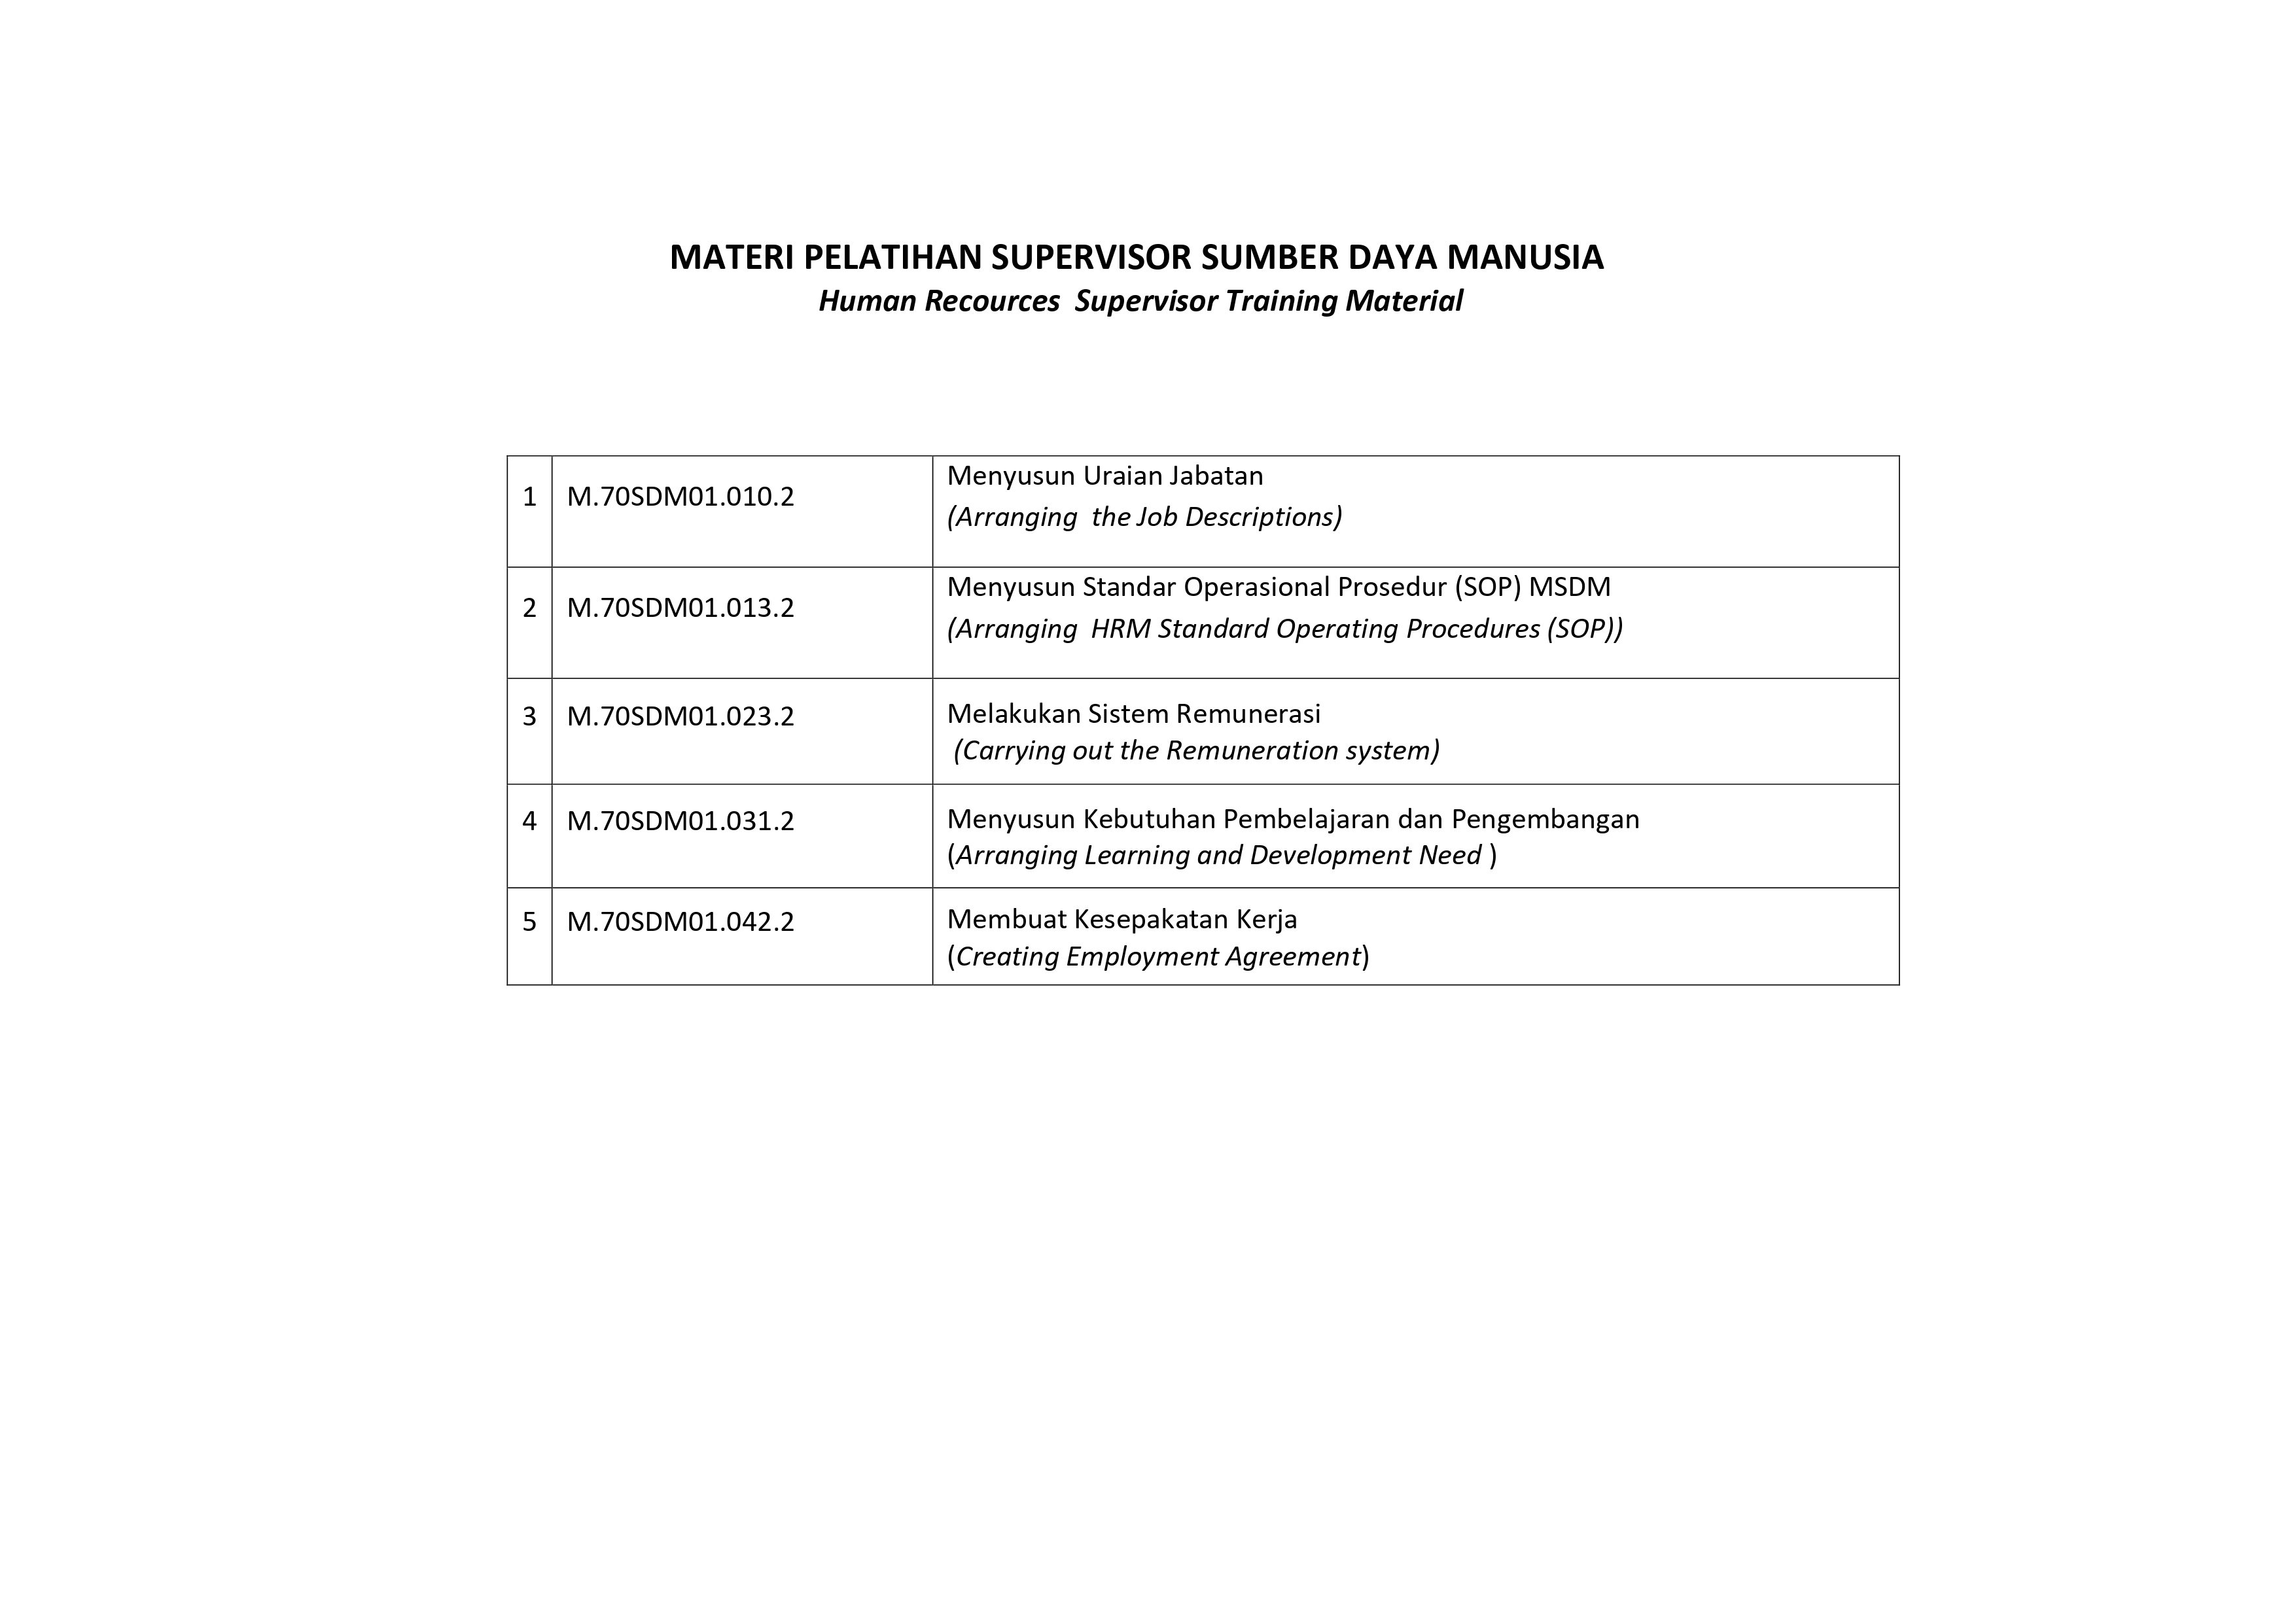 MATERI PELATIHAN SUPERVISOR SUMBER DAYA MANUSIA
Human Recources Supervisor Training Material
1 M.70SDM01.010.2 Menyusun Uraian Jabatan
(Arranging the Job Descriptions)
2 M.70SDM01.013.2 Menyusun Standar Operasional Prosedur (SOP) MSDM
(Arranging HRM Standard Operating Procedures (SOP))
3 M.70SDM01.023.2 Melakukan Sistem Remunerasi
(Carrying out the Remuneration system)
4 M.70SDM01.031.2 Menyusun Kebutuhan Pembelajaran dan Pengembangan
(Arranging Learning and Development Need )
5 M.70SDM01.042.2 Membuat Kesepakatan Kerja
(Creating Employment Agreement)